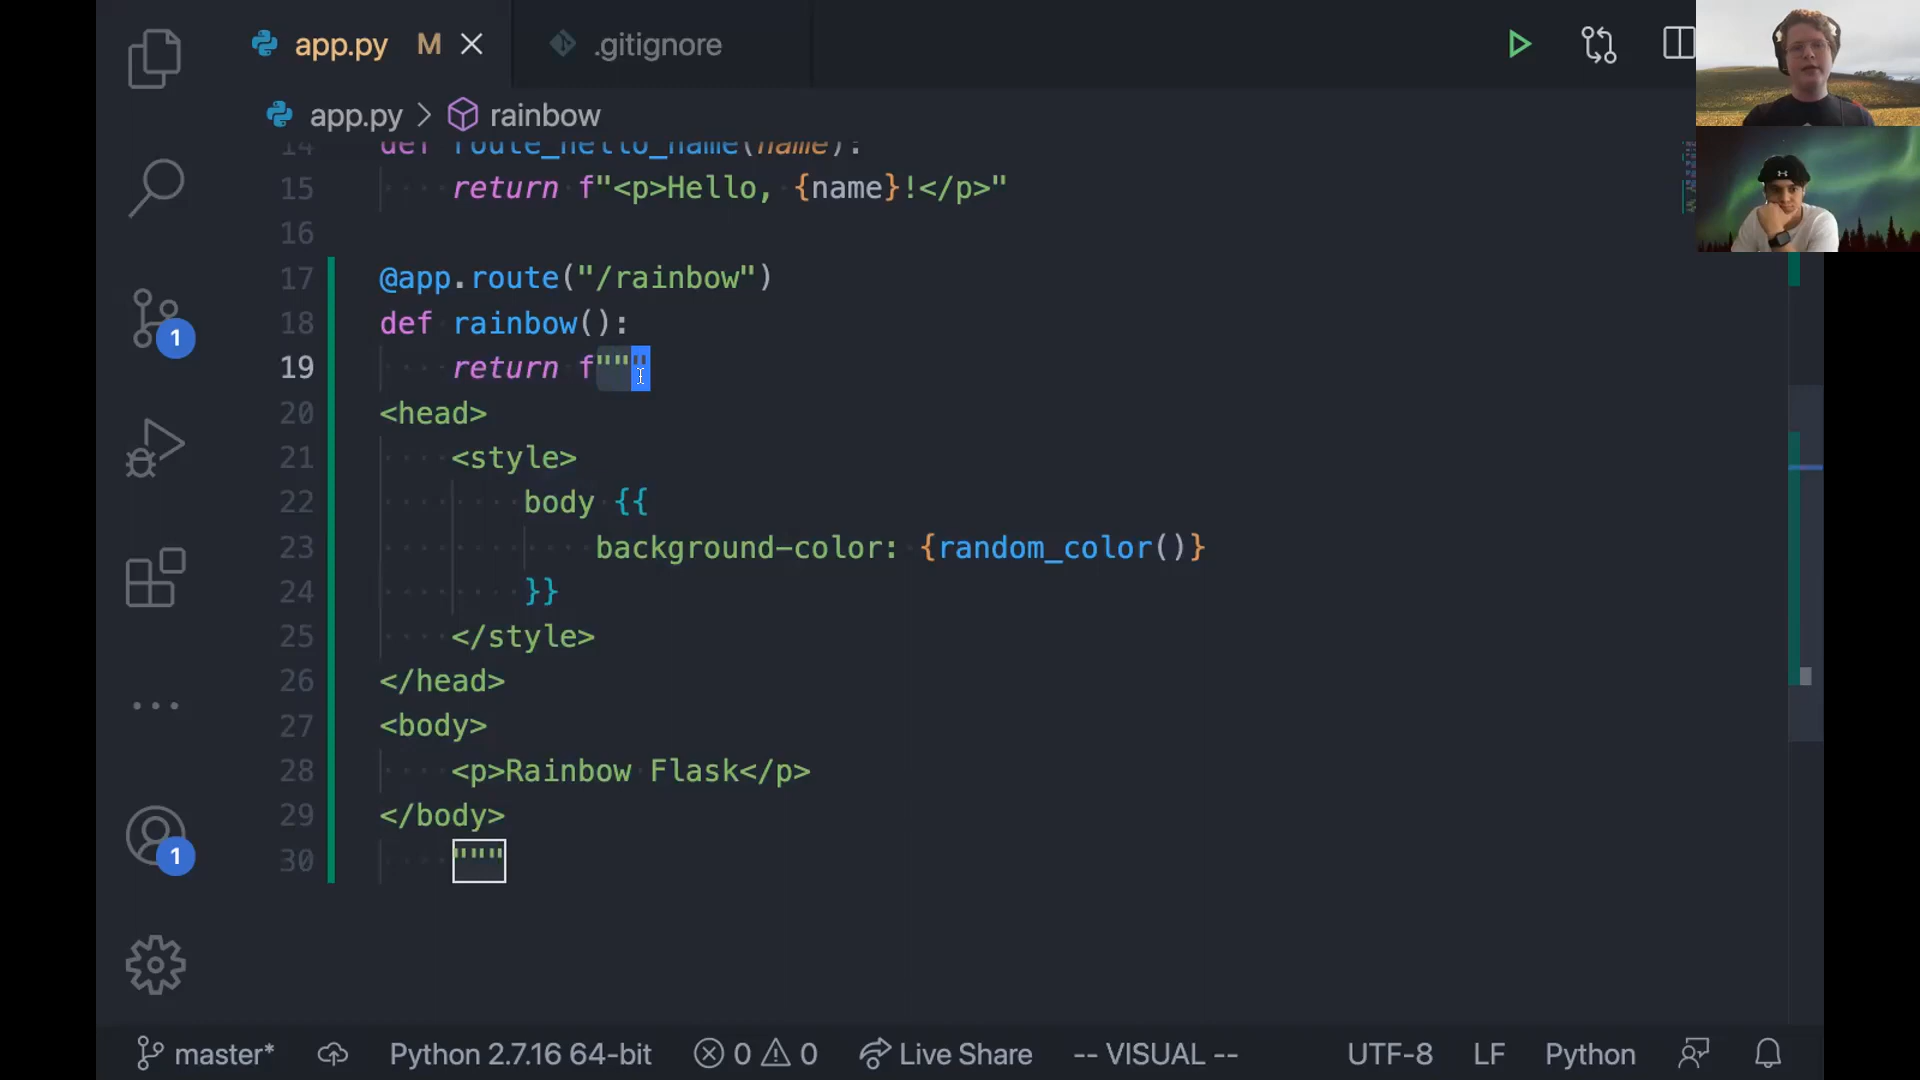 app.py M
.gitignore
app.py > rainbow
14 def route_hello_name(name):
15 return f"<p>Hello, {name}!</p>"
16
17 @app.route("/rainbow")
18 def rainbow():
19 return f"""
20 <head>
21 <style>
22 body {{
23 background-color: {random_color()}
24 }}
25 </style>
26 </head>
27 <body>
28 <p>Rainbow Flask</p>
29 </body>
30 """
1
1
master* Python 2.7.16 64-bit 0 0 Live Share -- VISUAL -- UTF-8 LF Python